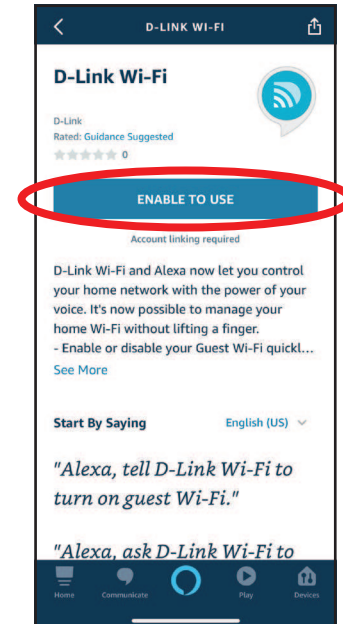 D-LINK WI-FI
D-Link Wi-Fi
D-Link
Rated: Guidance Suggested
0
ENABLE TO USE
Account linking required
D-Link Wi-Fi and Alexa now let you control
your home network with the power of your
voice. It's now possible to manage your
home Wi-Fi without lifting a finger.
- Enable or disable your Guest Wi-Fi quickl...
See More
Start By Saying English (US)
"Alexa, tell D-Link Wi-Fi to
turn on guest Wi-Fi."
"Alexa, ask D-Link Wi-Fi to
Home Communicate Play Devices